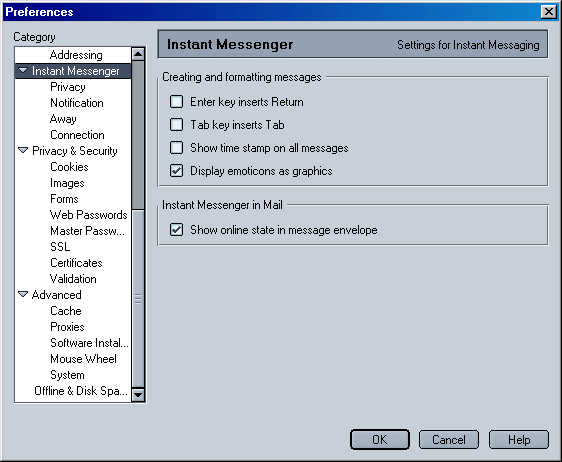 Preferences
Category
Addressing
Instant Messenger
Privacy
Notification
Away
Connection
Privacy & Security
Cookies
Images
Forms
Web Passwords
Master Passw...
SSL
Certificates
Validation
Advanced
Cache
Proxies
Software Instal...
Mouse Wheel
System
Offline & Disk Spa...
Instant Messenger Settings for Instant Messaging
Creating and formatting messages
Enter key inserts Return
Tab key inserts Tab
Show time stamp on all messages
Display emoticons as graphics
Instant Messenger in Mail
Show online state in message envelope
OK Cancel Help